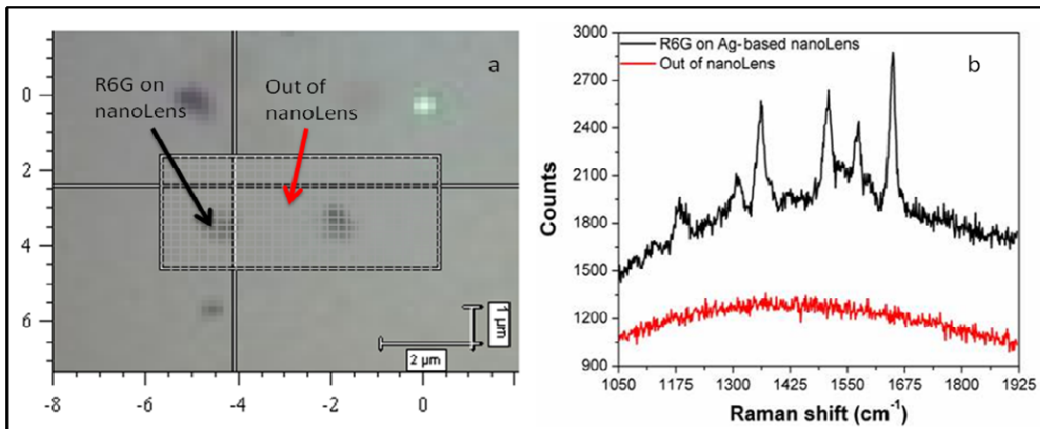 a
R6G on
nanoLens
Out of
nanoLens
0
2
4
6
1 µm
2 µm
-8
-6
-4
-2
0
b
R6G on Ag-based nanoLens
Out of nanoLens
Counts
3000
2700
2400
2100
1800
1500
1200
900
1050
1175
1300
1425
1550
1675
1800
1925
Raman shift (cm⁻¹)